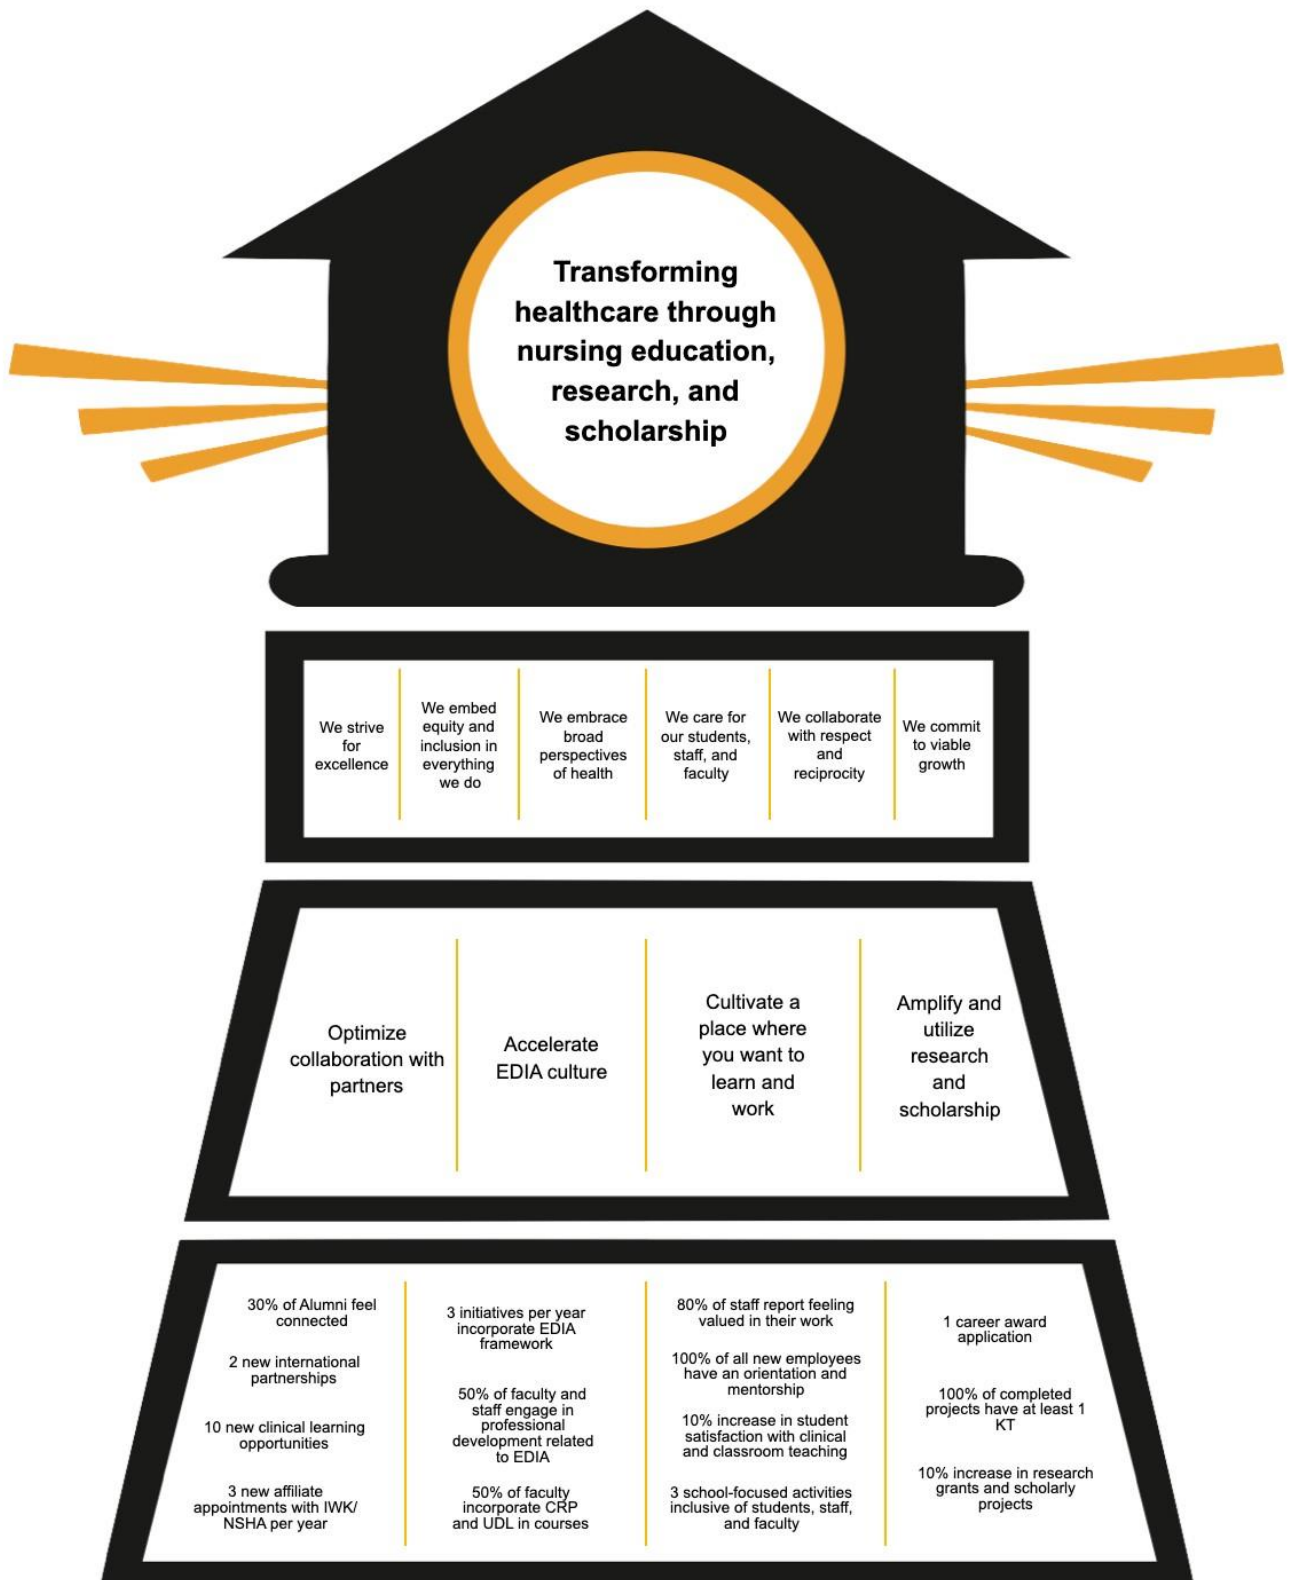 Transforming
healthcare through
nursing education,
research, and
scholarship
We strive
for
excellence
We embed
equity and
inclusion in
everything
we do
We embrace
broad
perspectives
of health
We care for
our students,
staff, and
faculty
We collaborate
with respect
and
reciprocity
We commit
to viable
growth
Optimize
collaboration with
partners
Accelerate
EDIA culture
Cultivate a
place where
you want to
learn and
work
Amplify and
utilize
research
and
scholarship
30% of Alumni feel
connected
2 new international
partnerships
10 new clinical learning
opportunities
3 new affiliate
appointments with IWK/
NSHA per year
3 initiatives per year
incorporate EDIA
framework
50% of faculty and
staff engage in
professional
development related
to EDIA
50% of faculty
incorporate CRP
and UDL in courses
80% of staff report feeling
valued in their work
100% of all new employees
have an orientation and
mentorship
10% increase in student
satisfaction with clinical
and classroom teaching
3 school-focused activities
inclusive of students, staff,
and faculty
1 career award
application
100% of completed
projects have at least 1
KT
10% increase in research
grants and scholarly
projects